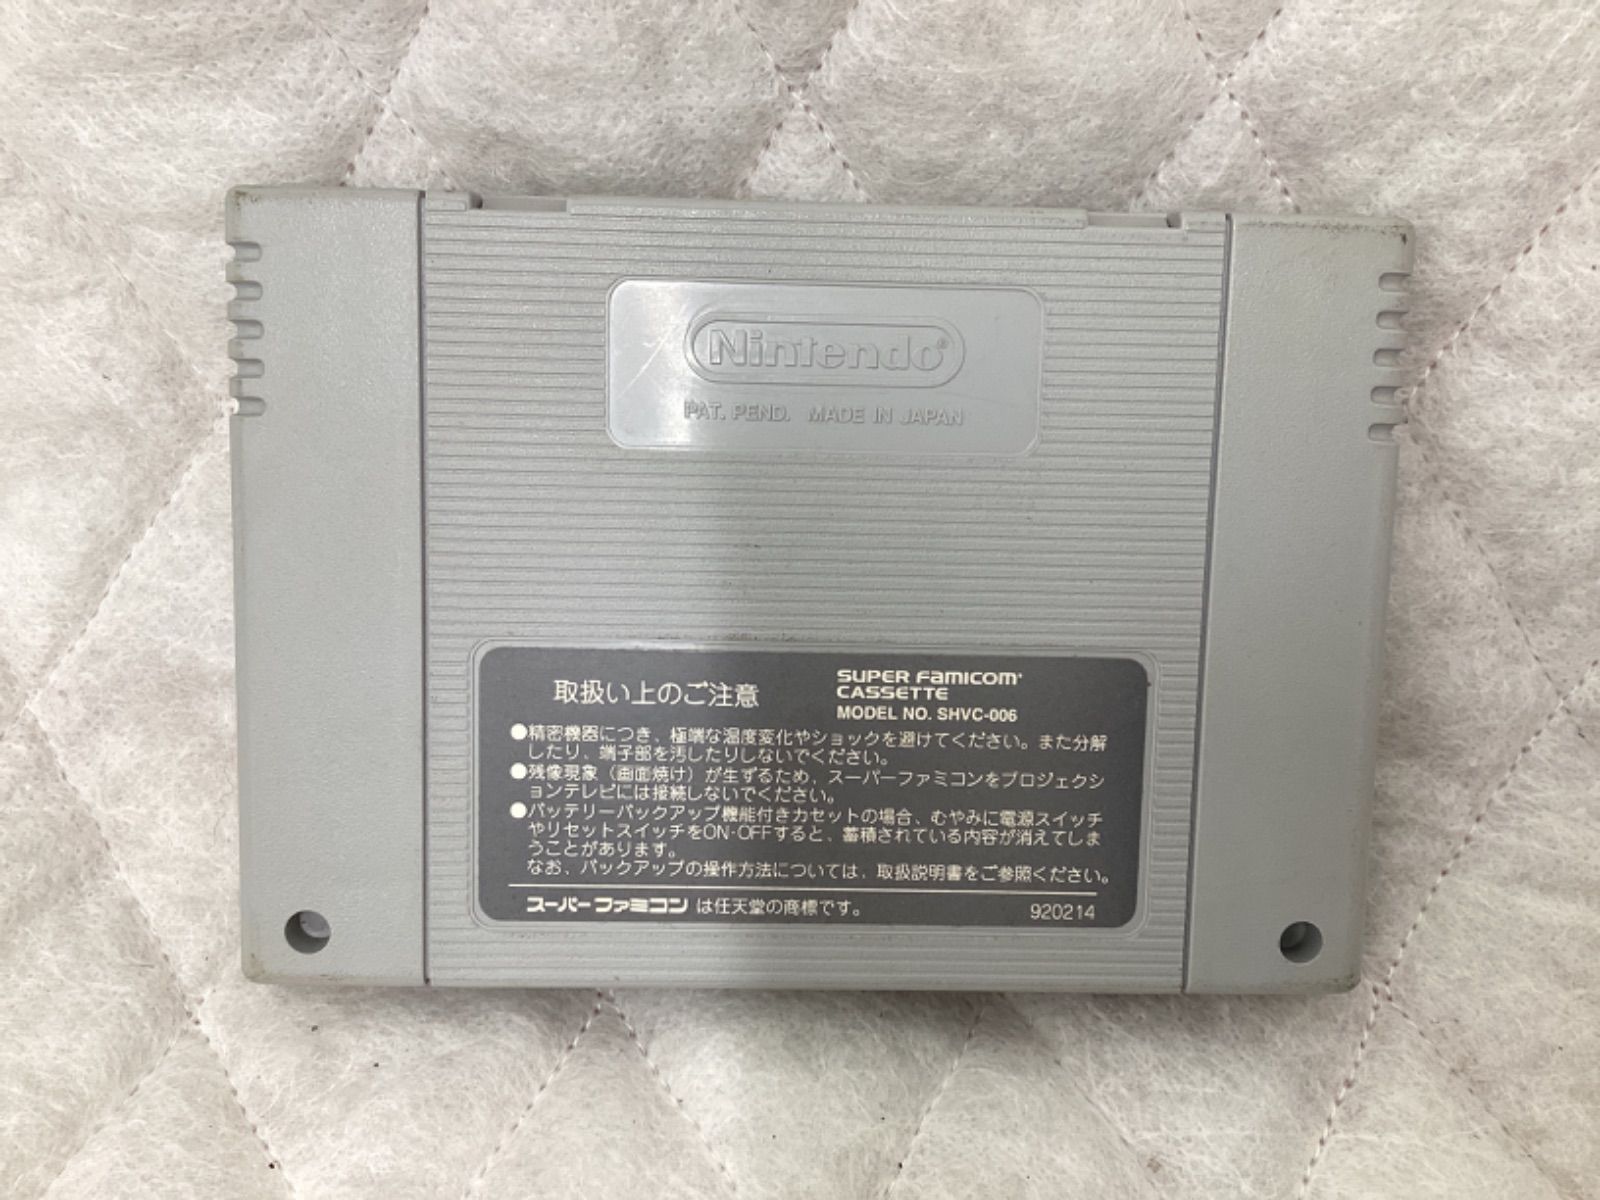 Nintendo®
PAT. PEND. MADE IN JAPAN
取扱い上のご注意
SUPER FAMICOM
CASSETTE
MODEL NO. SHVC-006
●精密機器につき、極端な温度変化やショックを避けてください。また分解
したり、端子部を汚したりしないでください。
●残像現象(画面焼け)が生ずるため、スーパーファミコンをプロジェクシ
ョンテレビには接続しないでください。
●バッテリーバックアップ機能付きカセットの場合、むやみに電源スイッチ
やリセットスイッチをON-OFFすると、蓄積されている内容が消えてしま
うことがあります。
なお、バックアップの操作方法については、取扱説明書をご参照ください。
スーパーファミコンは任天堂の商標です。
920214